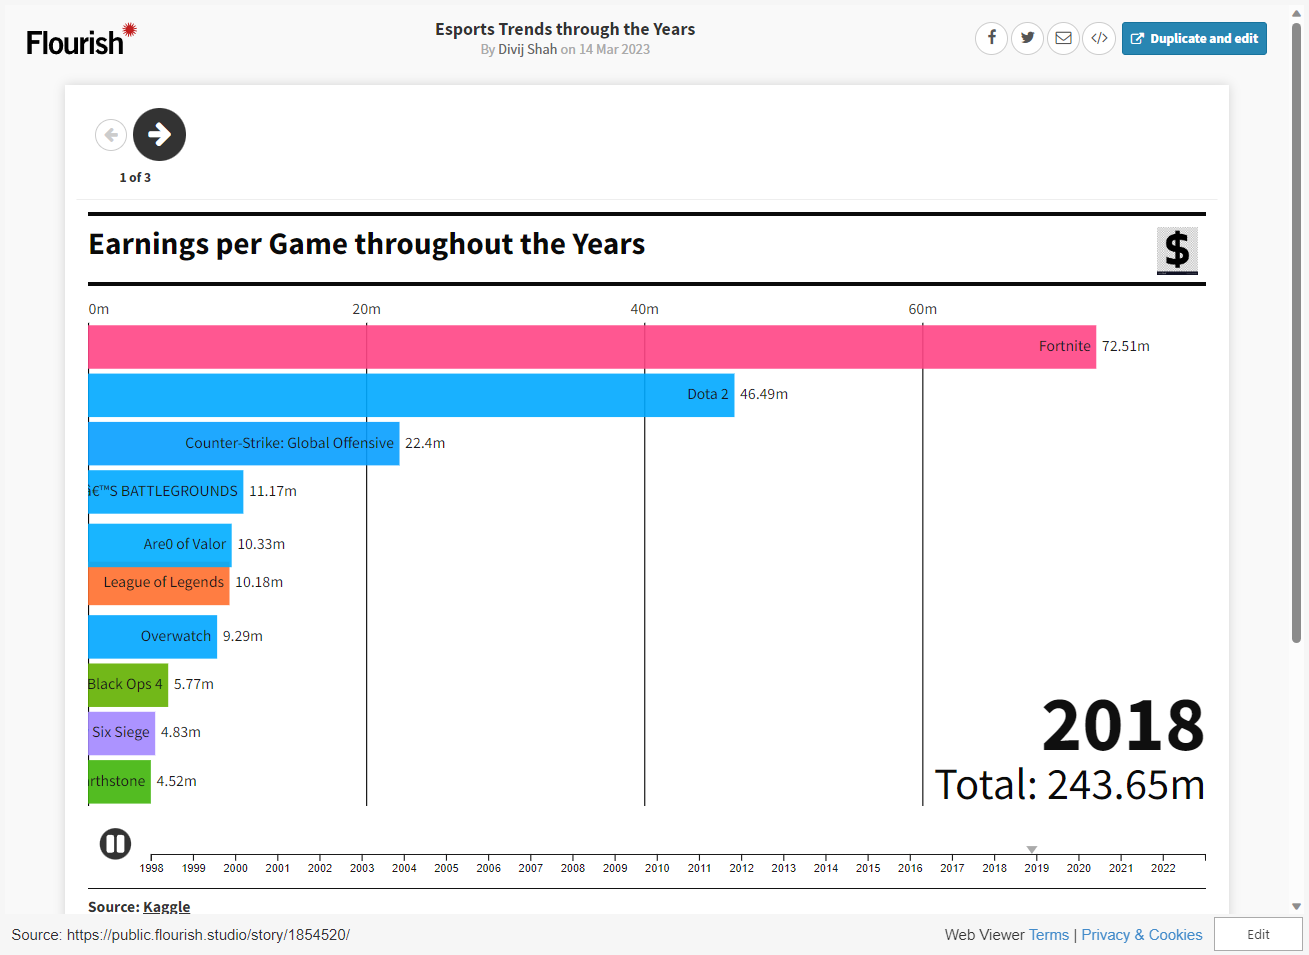 Flourish
Esports Trends through the Years
By Divij Shah on 14 Mar 2023
</>
Duplicate and edit
1 of 3
Earnings per Game throughout the Years
$
0m 20m 40m 60m
Fortnite 72.51m
Dota 2 46.49m
Counter-Strike: Global Offensive 22.4m
â€™S BATTLEGROUNDS 11.17m
Are0 of Valor 10.33m
League of Legends 10.18m
Overwatch 9.29m
Black Ops 4 5.77m
Six Siege 4.83m
rthstone 4.52m
2018
Total: 243.65m
1998 1999 2000 2001 2002 2003 2004 2005 2006 2007 2008 2009 2010 2011 2012 2013 2014 2015 2016 2017 2018 2019 2020 2021 2022
Source: Kaggle
Source: https://public.flourish.studio/story/1854520/
Web Viewer Terms | Privacy & Cookies
Edit